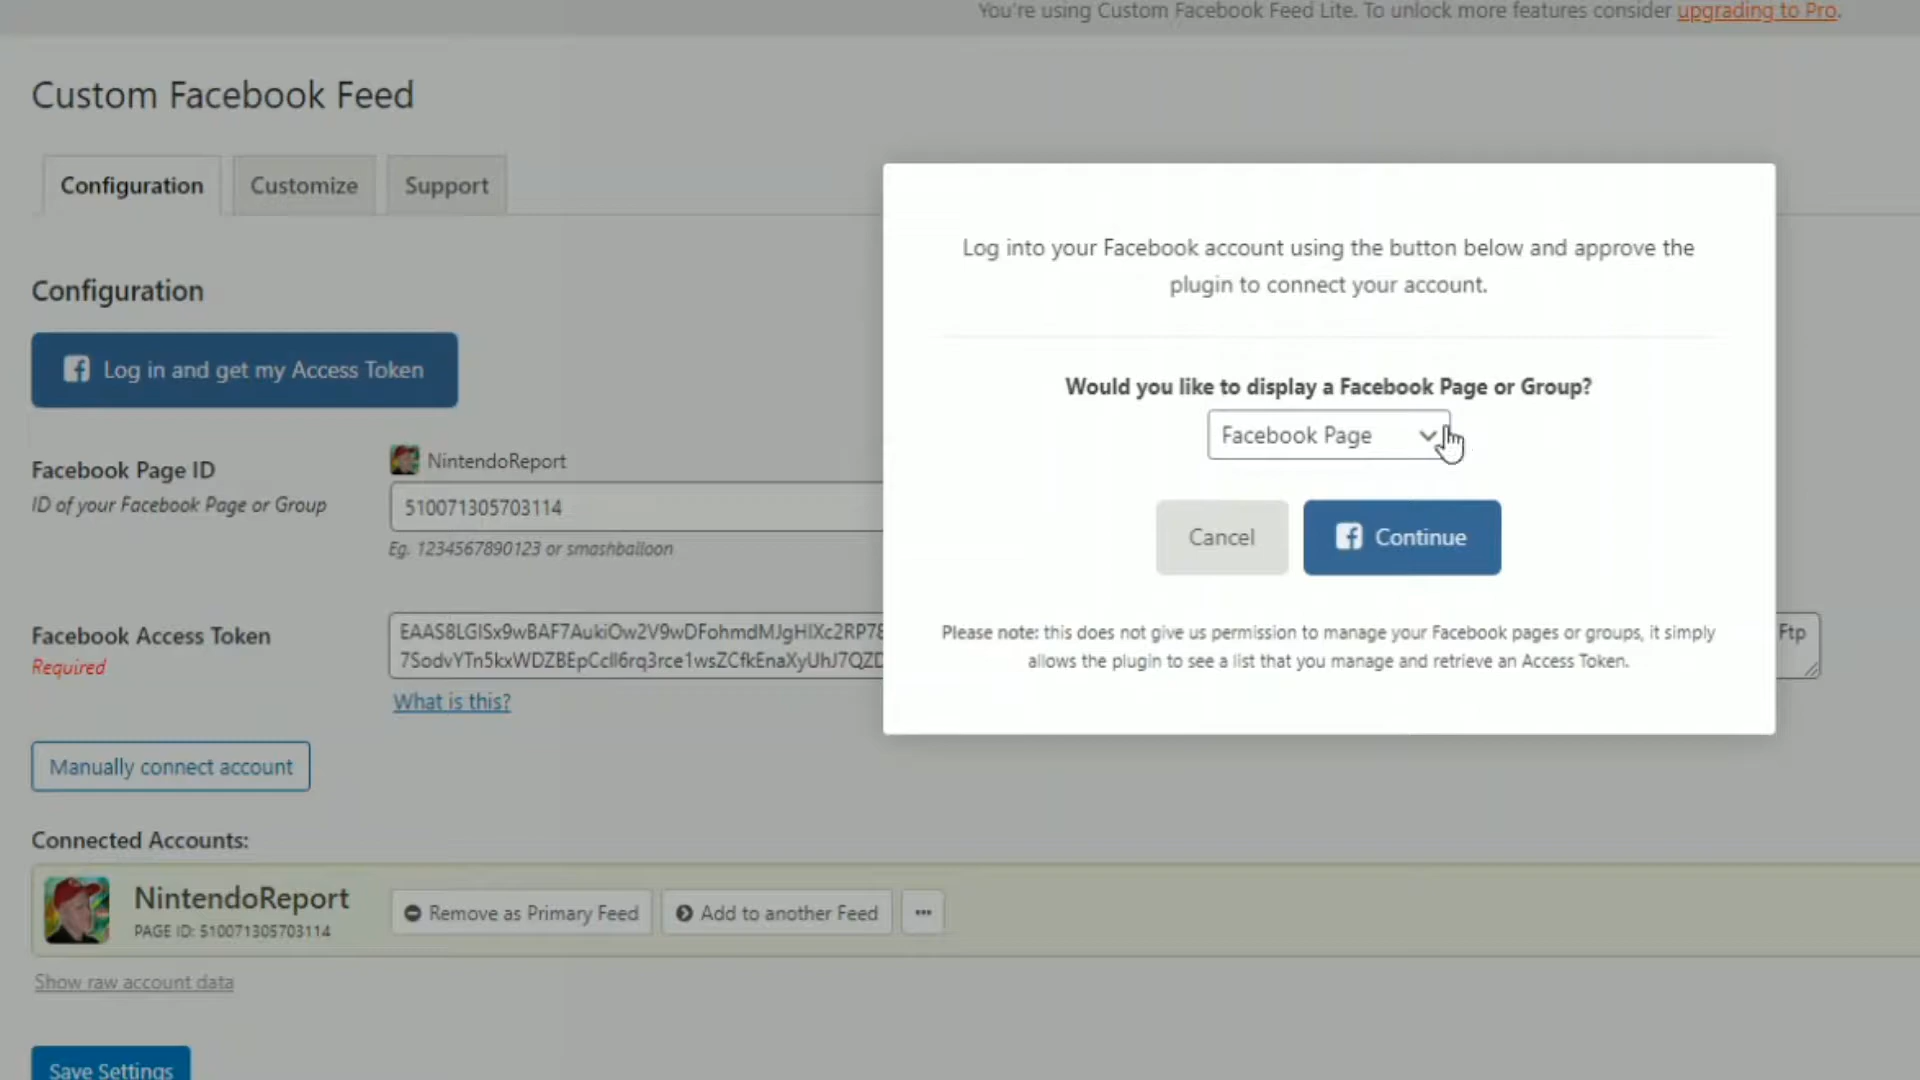 You're using Custom Facebook Feed Lite. To unlock more features consider upgrading to Pro.
Custom Facebook Feed
Configuration
Customize
Support
Configuration
Log in and get my Access Token
Facebook Page ID
ID of your Facebook Page or Group
NintendoReport
510071305703114
Eg. 1234567890123 or smashballoon
Facebook Access Token
Required
Ftp
What is this?
Manually connect account
Connected Accounts:
NintendoReport
PAGE ID: 510071305703114
Remove as Primary Feed
Add to another Feed
Show raw account data
Save Settings
Log into your Facebook account using the button below and approve the
plugin to connect your account.
Would you like to display a Facebook Page or Group?
Facebook Page
Cancel
Continue
Please note: this does not give us permission to manage your Facebook pages or groups, it simply
allows the plugin to see a list that you manage and retrieve an Access Token.